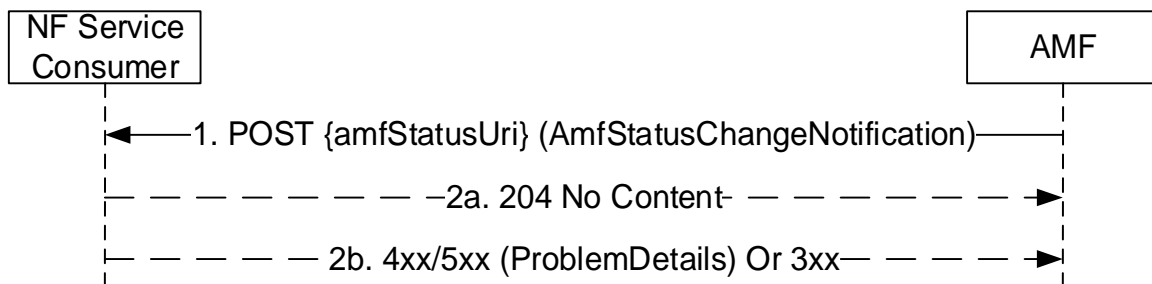 NF Service
Consumer
AMF
1. POST {amfStatusUri} (AmfStatusChangeNotification)
2a. 204 No Content
2b. 4xx/5xx (ProblemDetails) Or 3xx